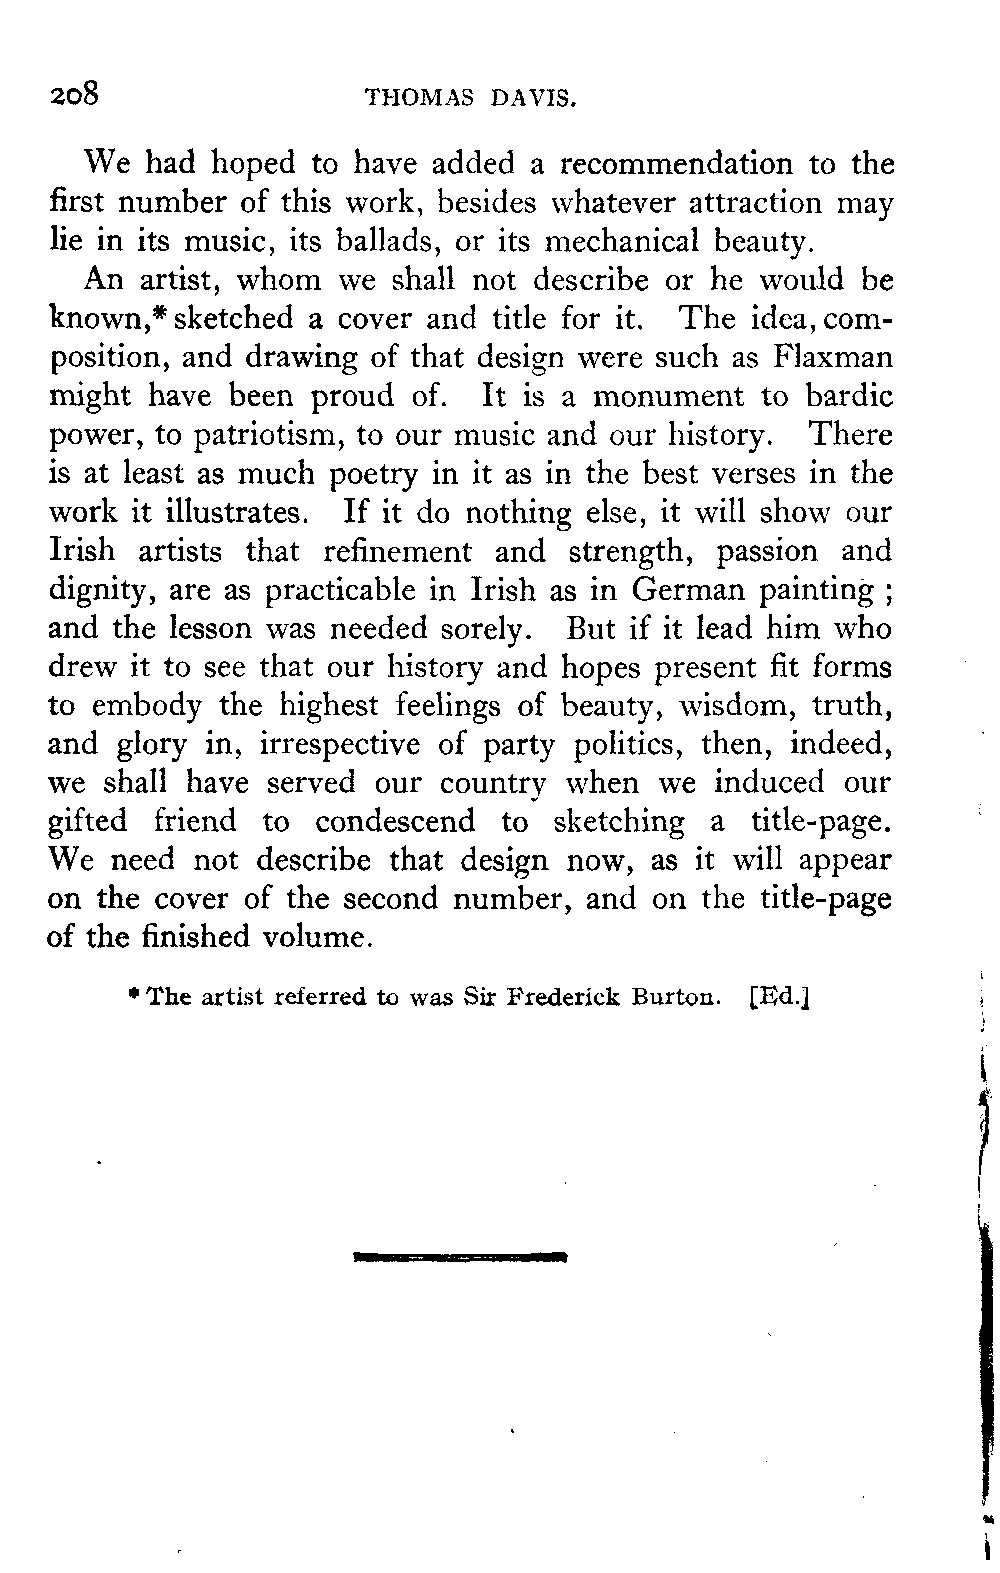 208 THOMAS DAVIS.
We had hoped to have added a recommendation to the
first number of this work, besides whatever attraction may
lie in its music, its ballads, or its mechanical beauty.
An artist, whom we shall not describe or he would be
known,* sketched a cover and title for it. The idea, com-
position, and drawing of that design were such as Flaxman
might have been proud of. It is a monument to bardic
power, to patriotism, to our music and our history. There
is at least as much poetry in it as in the best verses in the
work it illustrates. If it do nothing else, it will show our
Irish artists that refinement and strength, passion and
dignity, are as practicable in Irish as in German painting ;
and the lesson was needed sorely. But if it lead him who
drew it to see that our history and hopes present fit forms
to embody the highest feelings of beauty, wisdom, truth,
and glory in, irrespective of party politics, then, indeed,
we shall have served our country when we induced our
gifted friend to condescend to sketching a title-page.
We need not describe that design now, as it will appear
on the cover of the second number, and on the title-page
of the finished volume.
* The artist referred to was Sir Frederick Burton. [Ed.]